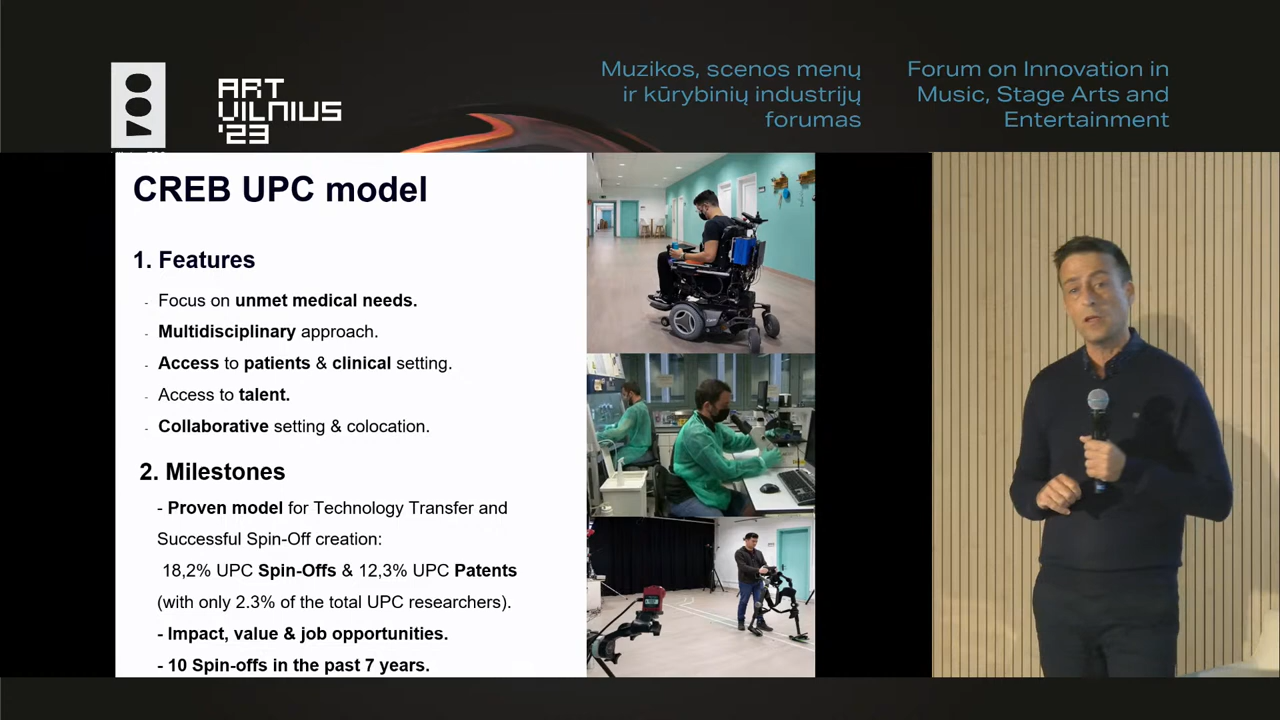 ART
VILNIUS
'23
Muzikos, scenos menų
ir kūrybinių industrijų
forumas
Forum on Innovation in
Music, Stage Arts and
Entertainment
CREB UPC model
1. Features
- Focus on unmet medical needs.
- Multidisciplinary approach.
- Access to patients & clinical setting.
- Access to talent.
- Collaborative setting & colocation.
2. Milestones
- Proven model for Technology Transfer and
Successful Spin-Off creation:
18,2% UPC Spin-Offs & 12,3% UPC Patents
(with only 2.3% of the total UPC researchers).
- Impact, value & job opportunities.
- 10 Spin-offs in the past 7 years.